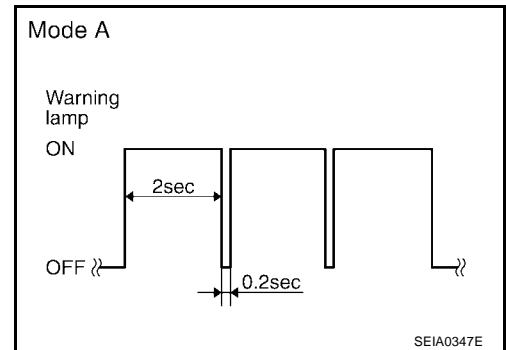 Mode A
Warning
lamp
ON
2sec
OFF
0.2sec
SEIA0347E